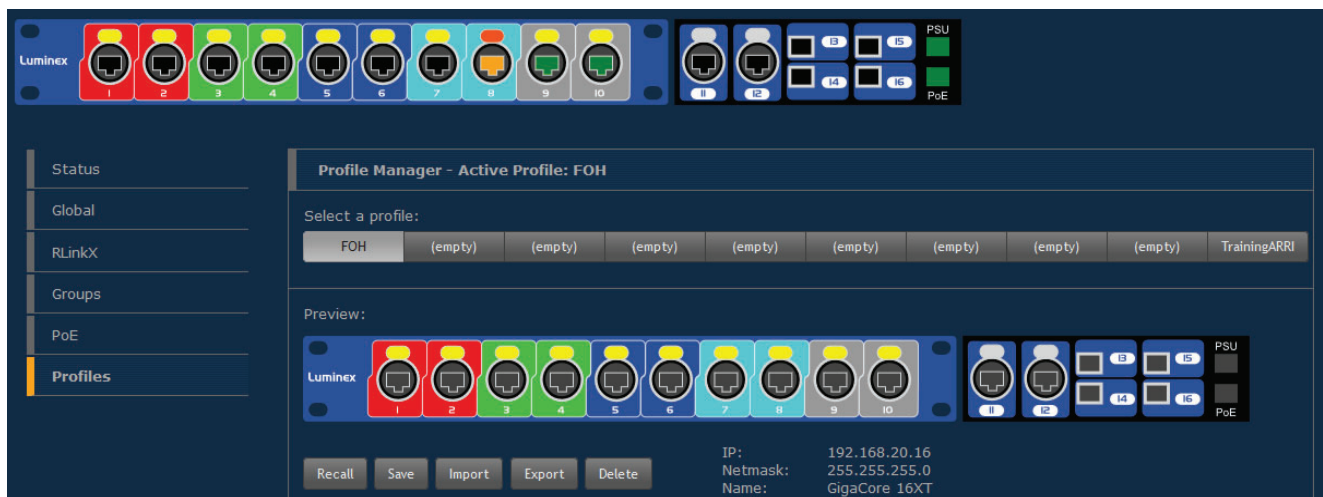 PSU
Luminex
1 2 3 4 5 6 7 8 9 10 11 12 13 14 15 16
PoE
Status
Global
RLinkX
Groups
PoE
Profiles
Profile Manager - Active Profile: FOH
Select a profile:
FOH (empty) (empty) (empty) (empty) (empty) (empty) (empty) (empty) TrainingARRI
Preview:
PSU
Luminex
1 2 3 4 5 6 7 8 9 10 11 12 13 14 15 16
PoE
Recall Save Import Export Delete
IP: 192.168.20.16
Netmask: 255.255.255.0
Name: GigaCore 16XT